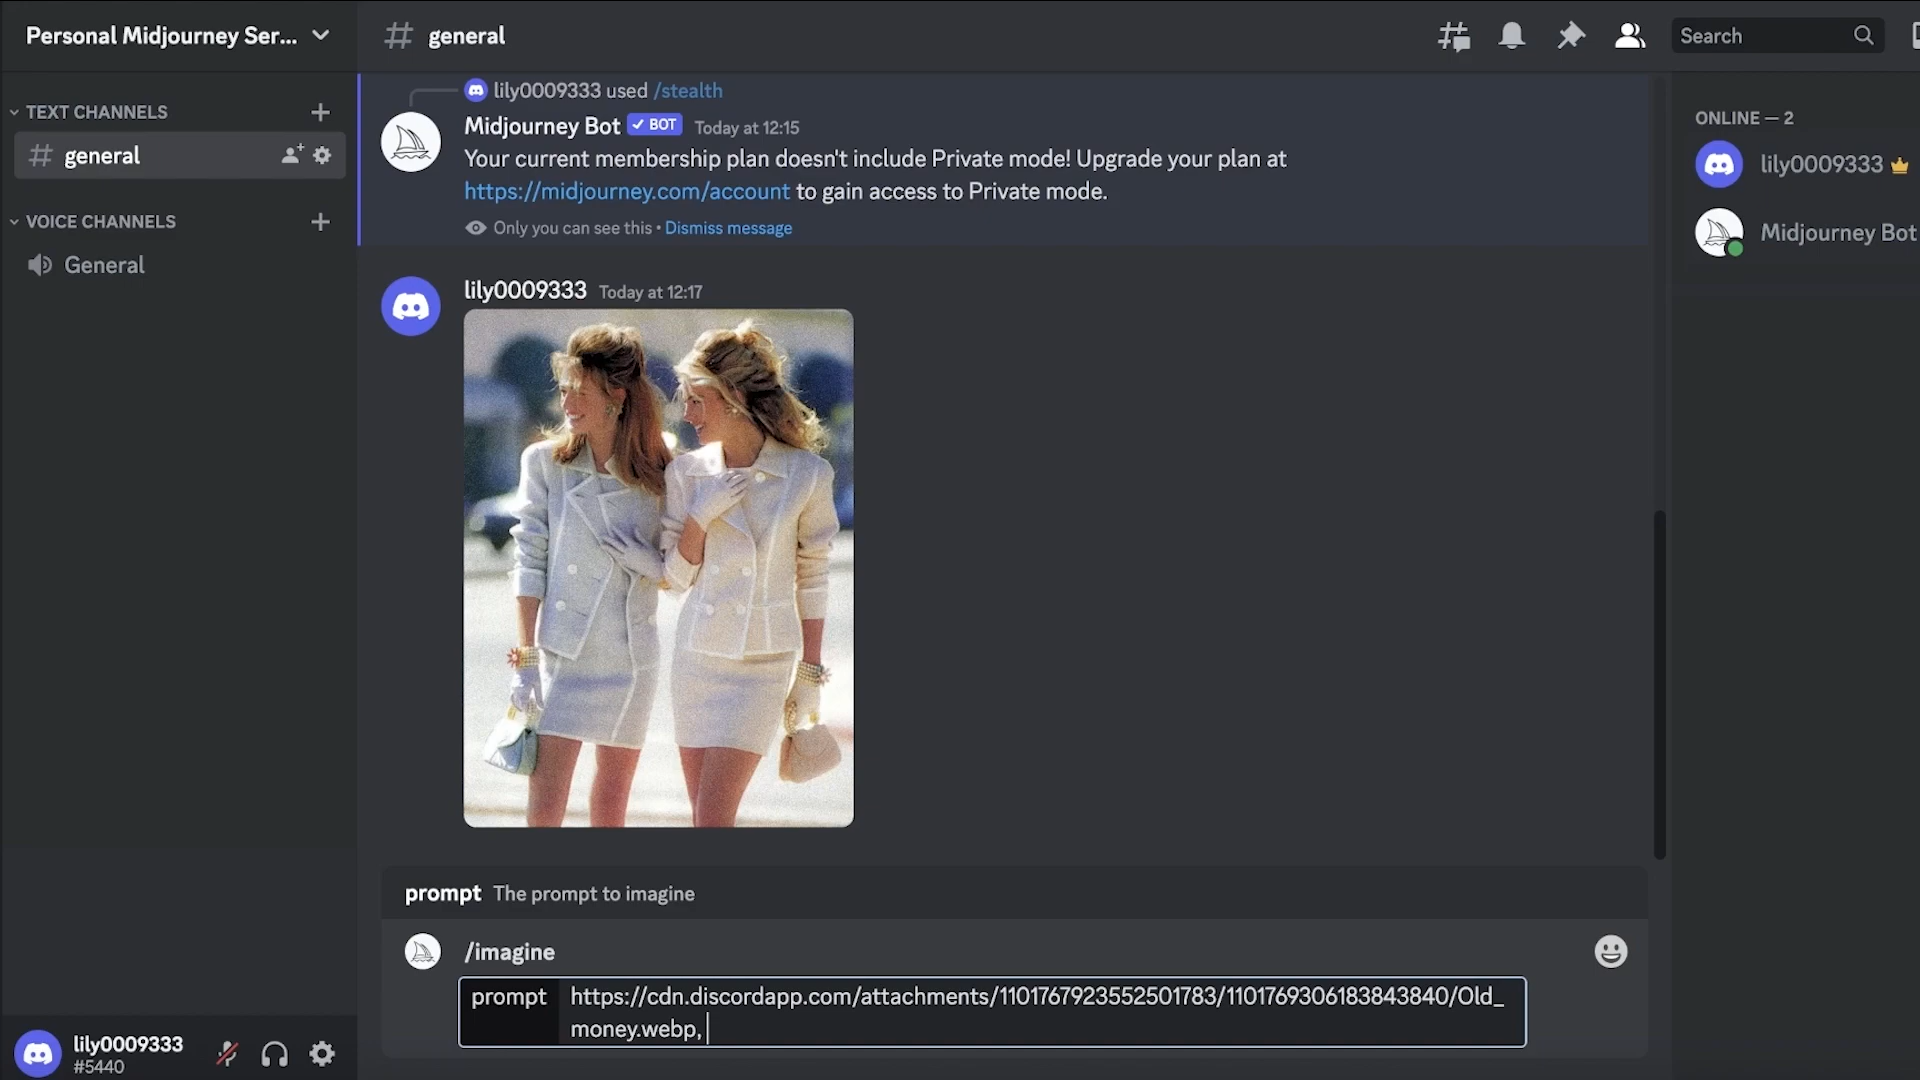 Personal Midjourney Ser...
general
Search
TEXT CHANNELS
general
VOICE CHANNELS
General
lily0009333 used /stealth
Midjourney Bot BOT Today at 12:15
Your current membership plan doesn't include Private mode! Upgrade your plan at
https://midjourney.com/account to gain access to Private mode.
Only you can see this • Dismiss message
lily0009333 Today at 12:17
ONLINE — 2
lily0009333
Midjourney Bot
prompt The prompt to imagine
/imagine
prompt https://cdn.discordapp.com/attachments/1101767923552501783/1101769306183843840/Old_
money.webp,
lily0009333
#5440